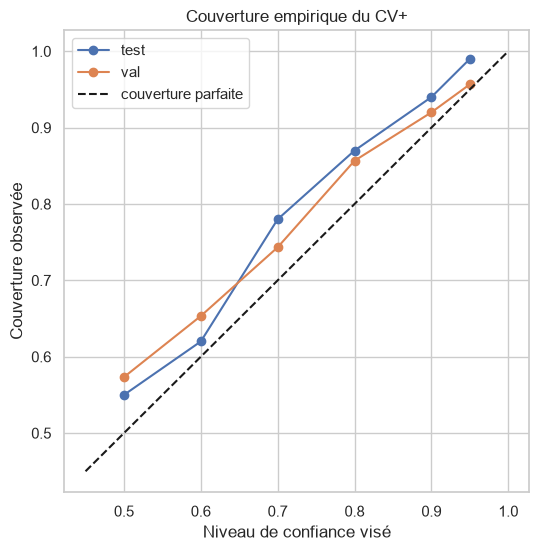 Couverture empirique du CV+
test
val
couverture parfaite
Couverture observée
1.0
0.9
0.8
0.7
0.6
0.5
0.5 0.6 0.7 0.8 0.9 1.0
Niveau de confiance visé